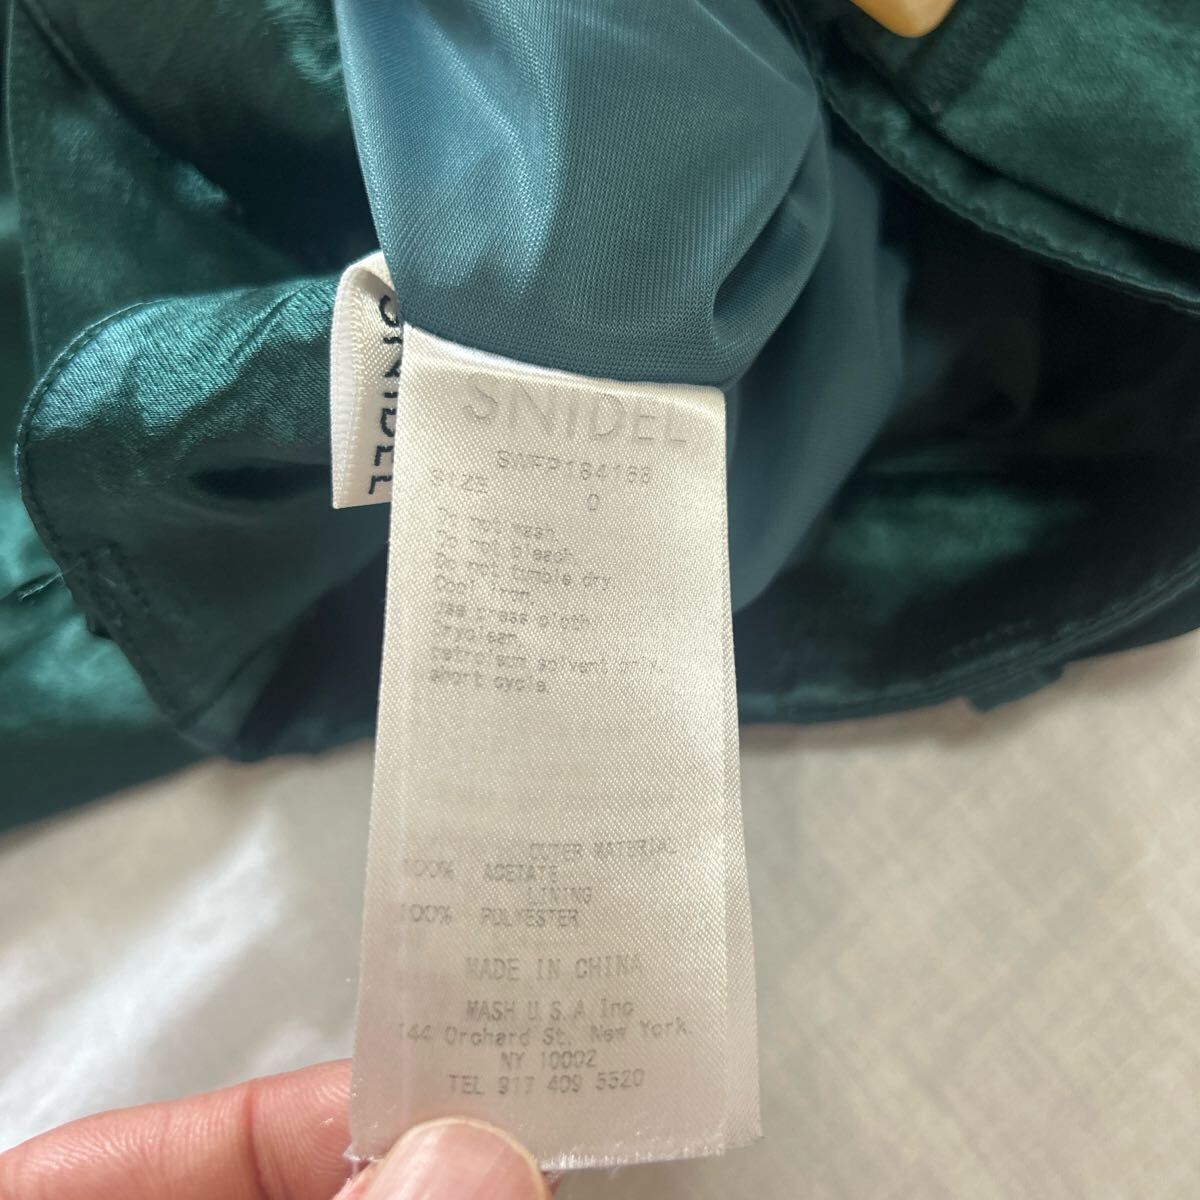 SNIDEL
SNIDEL
SWFP184168
SIZE 0
Do not wash.
Do not bleach.
Do not tumble dry
Cool iron.
use press cloth.
Dryclean.
petroleum solvent only.
short cycle.
OUTER MATERIAL
100% ACETATE
LINING
100% POLYESTER
MADE IN CHINA
MASH U.S.A Inc
144 Orchard St, New York,
NY 10002
TEL 917 409 5520